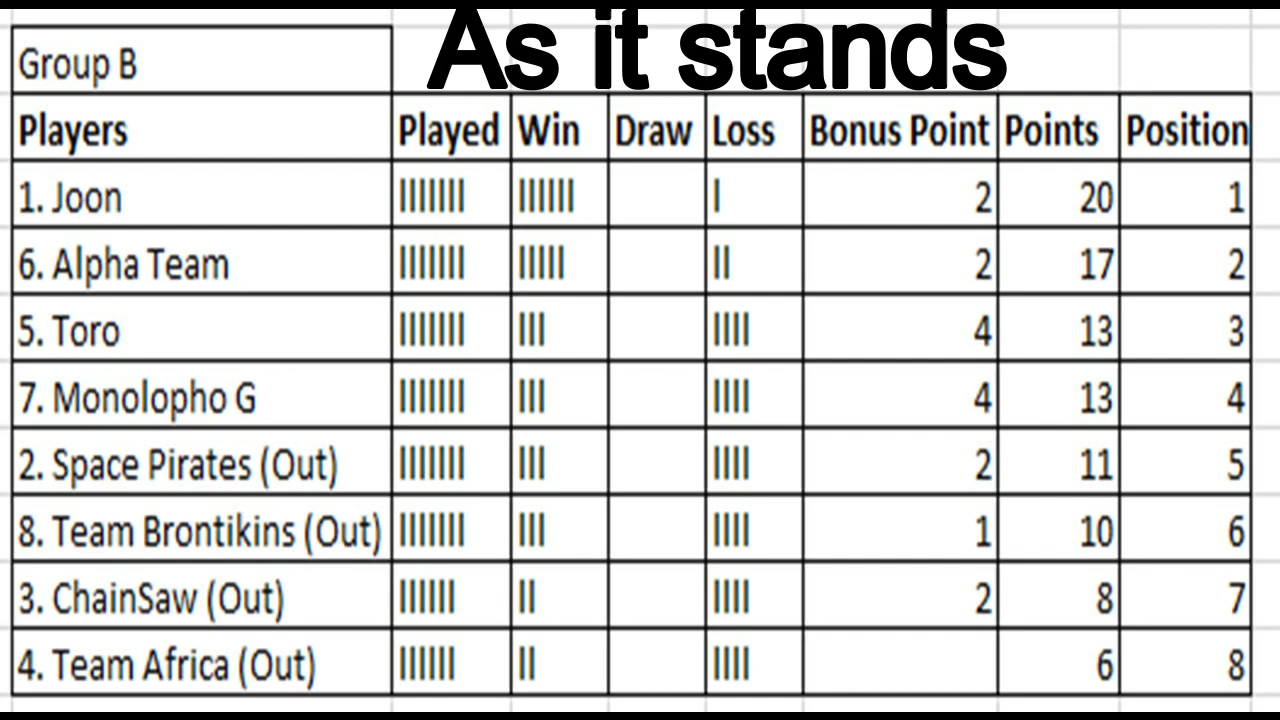 As it stands
Group B
Players Played Win Draw Loss Bonus Point Points Position
1. Joon IIIIIII IIIIII I 2 20 1
6. Alpha Team IIIIIII IIIII II 2 17 2
5. Toro IIIIIII III IIII 4 13 3
7. Monolopho G IIIIIII III IIII 4 13 4
2. Space Pirates (Out) IIIIIII III IIII 2 11 5
8. Team Brontikins (Out) IIIIIII III IIII 1 10 6
3. ChainSaw (Out) IIIIII II IIII 2 8 7
4. Team Africa (Out) IIIIII II IIII 6 8